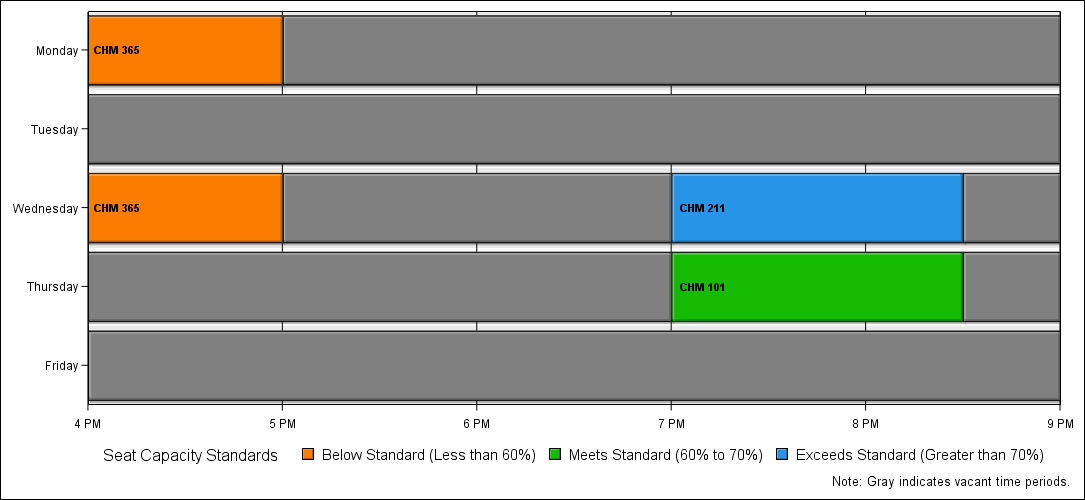 Monday
CHM 365
Tuesday
Wednesday
CHM 365
CHM 211
Thursday
CHM 101
Friday
4 PM 5 PM 6 PM 7 PM 8 PM 9 PM
Seat Capacity Standards Below Standard (Less than 60%) Meets Standard (60% to 70%) Exceeds Standard (Greater than 70%)
Note: Gray indicates vacant time periods.